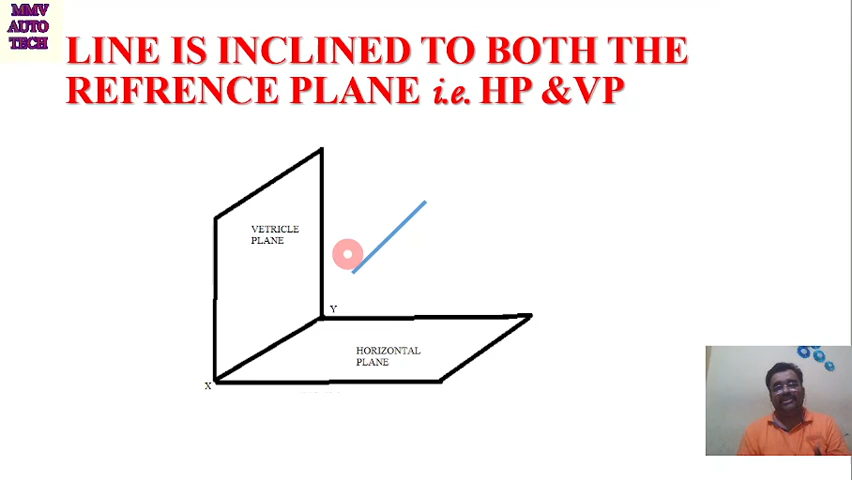 MMV
AUTO
TECH
LINE IS INCLINED TO BOTH THE
REFRENCE PLANE i.e. HP &VP
VETRICLE
PLANE
Y
HORIZONTAL
PLANE
X